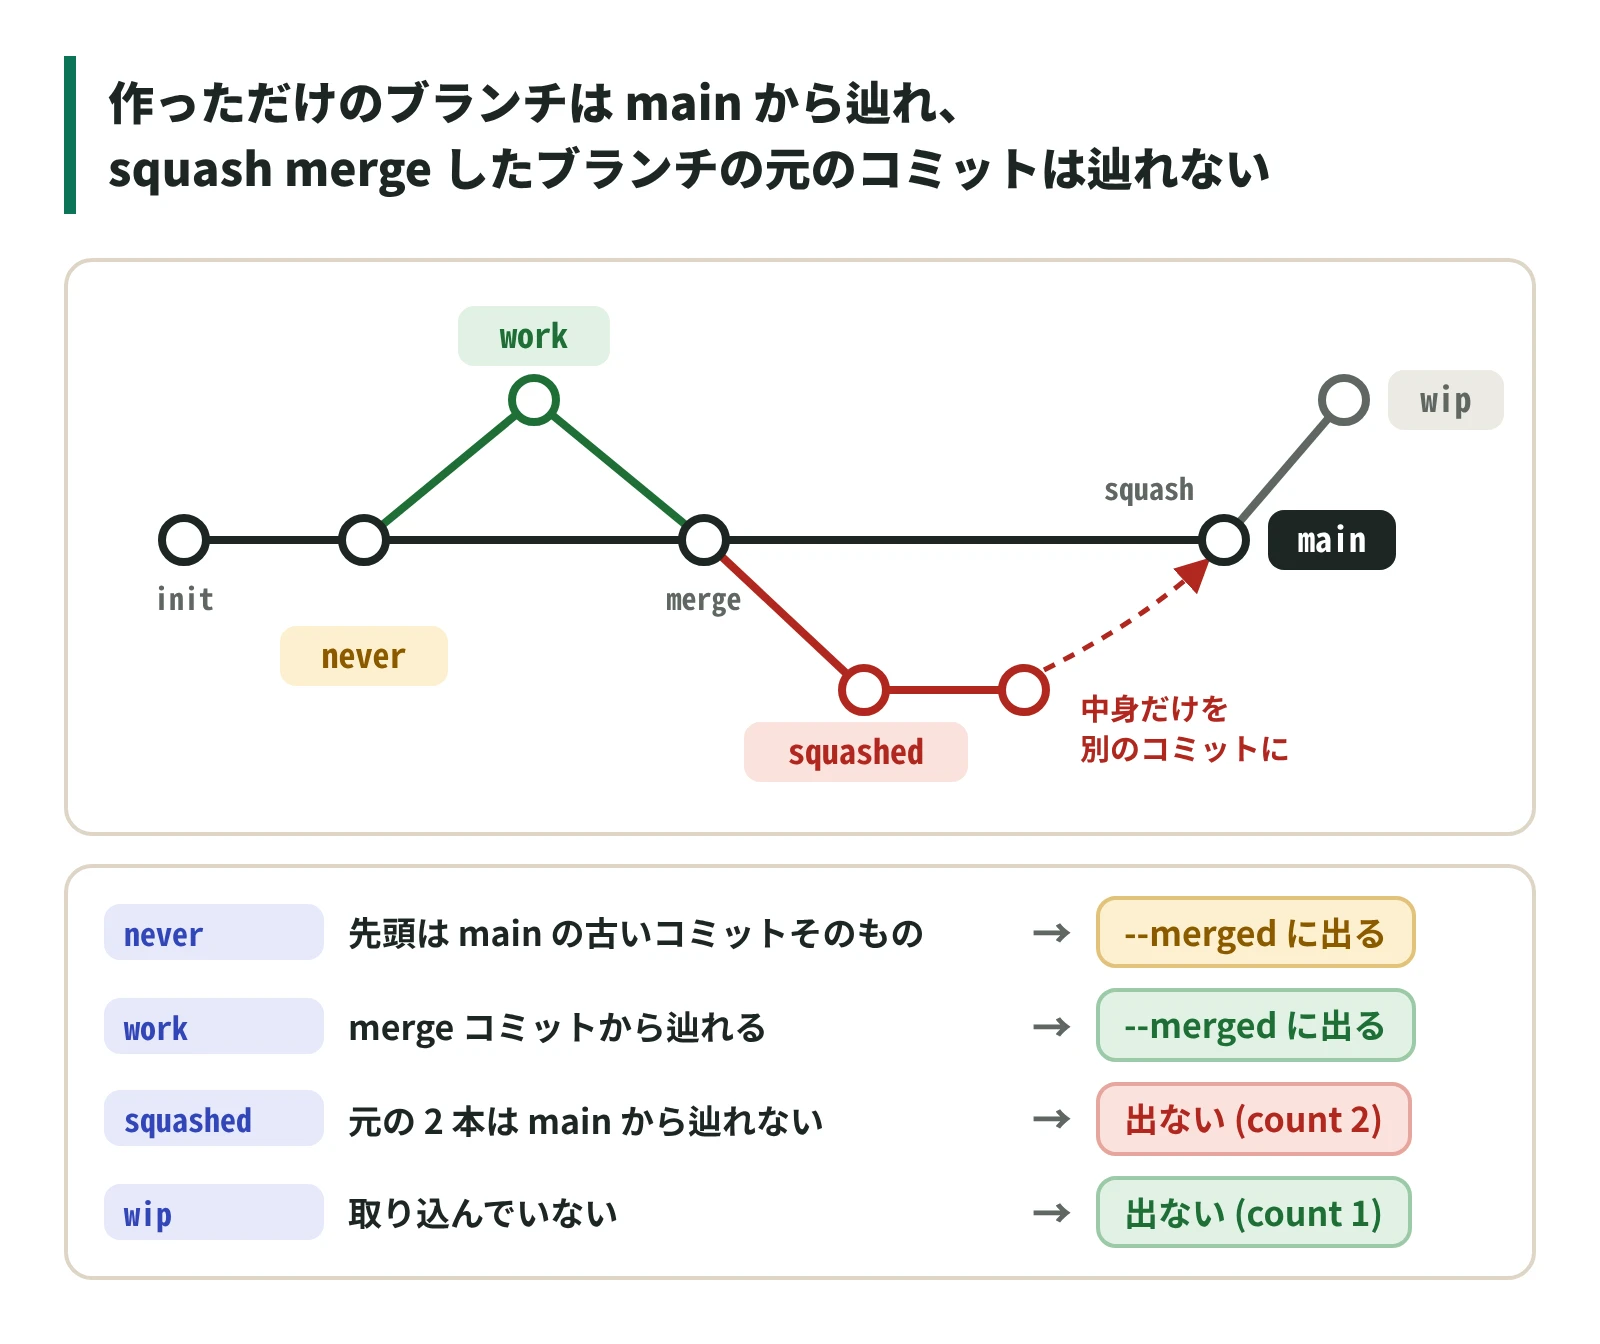 作っただけのブランチは main から辿れ、
squash merge したブランチの元のコミットは辿れない
work
wip
squash
main
init
merge
never
中身だけを
別のコミットに
squashed
never 先頭は main の古いコミットそのもの → --merged に出る
work merge コミットから辿れる → --merged に出る
squashed 元の 2 本は main から辿れない → 出ない (count 2)
wip 取り込んでいない → 出ない (count 1)